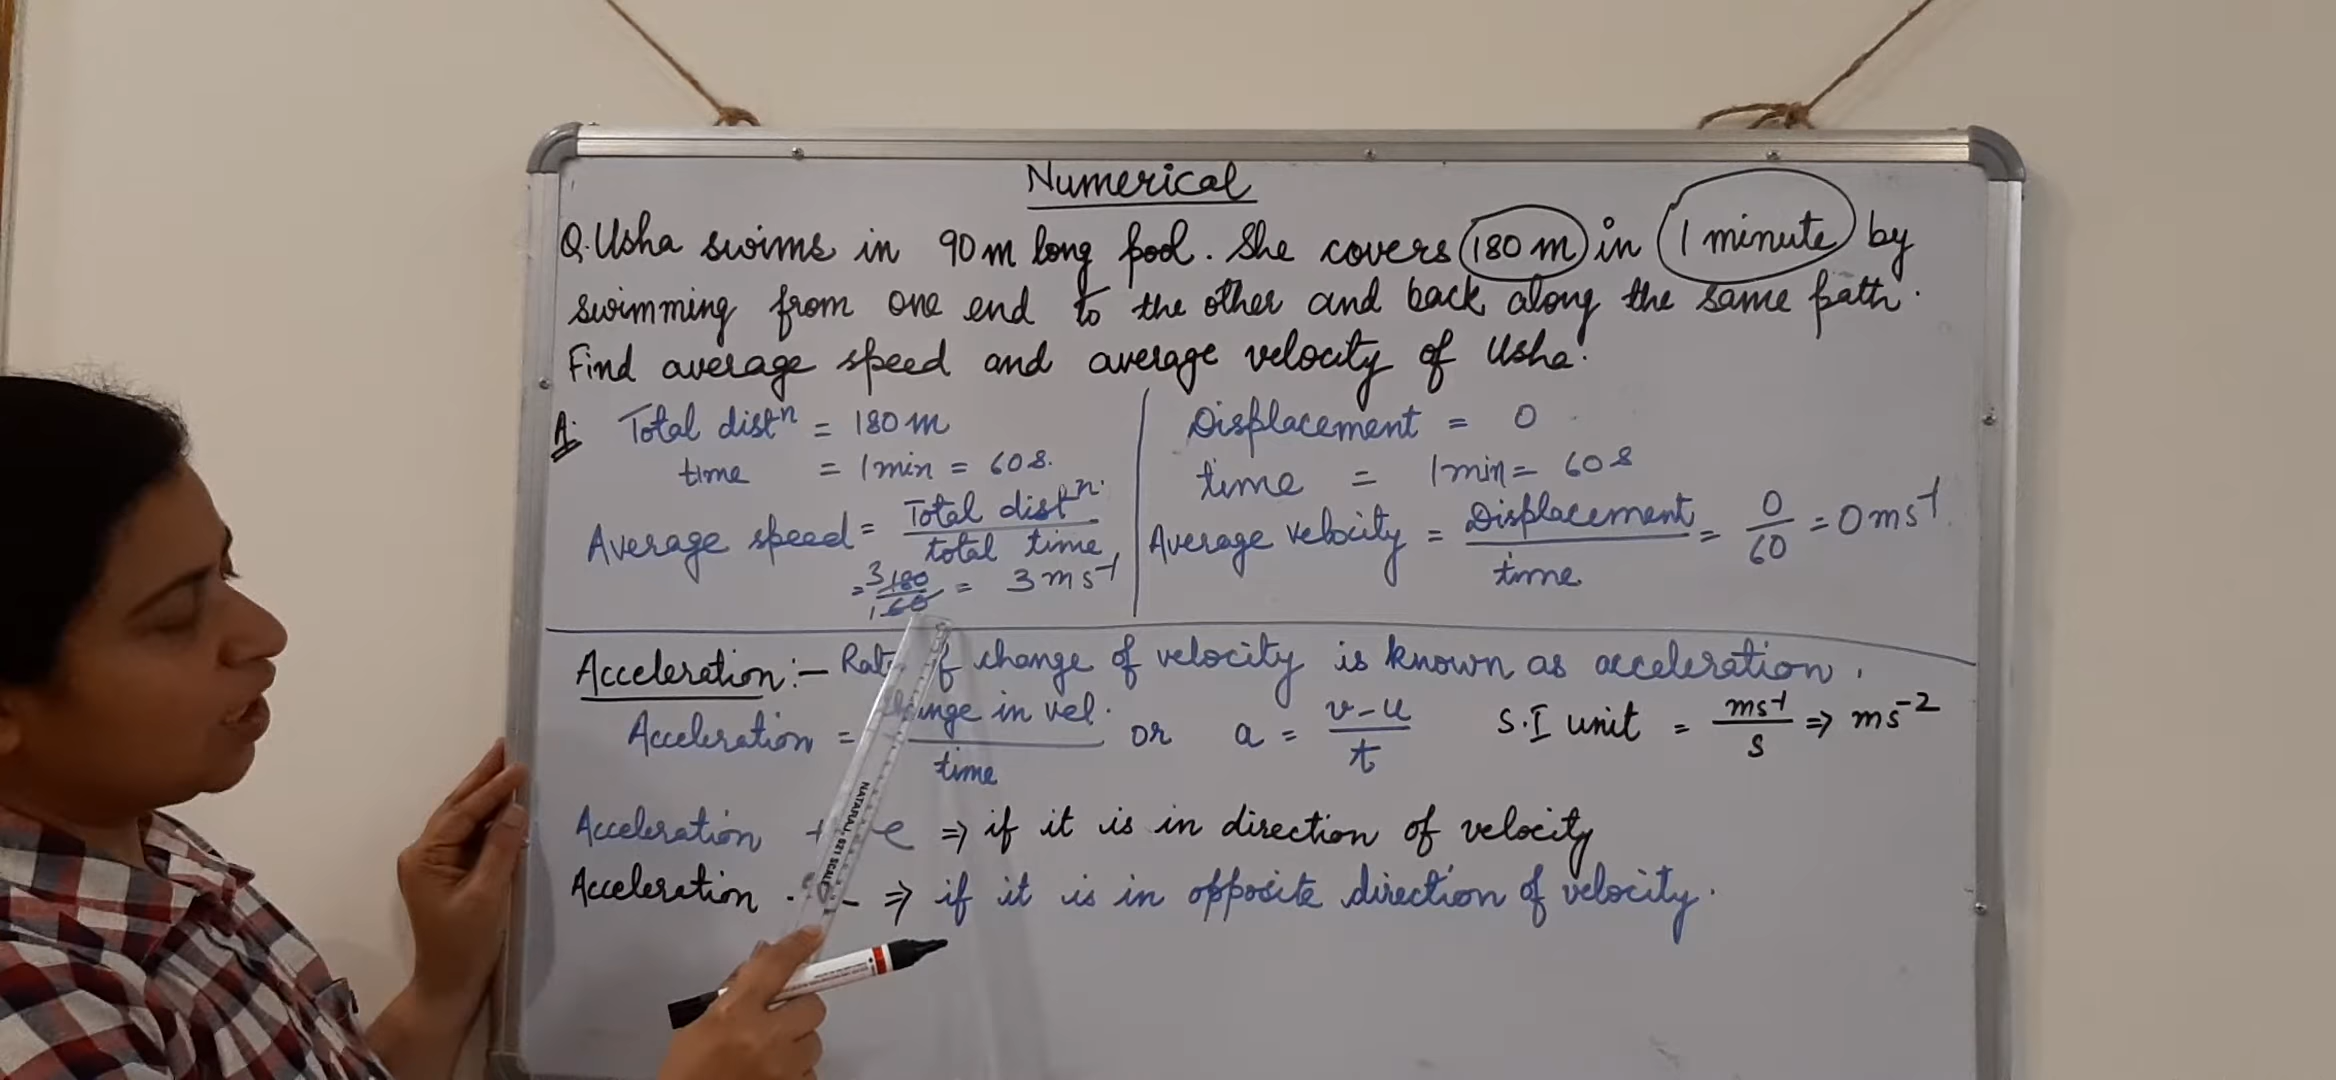 Numerical
Q. Usha swims in 90m long pool. She covers 180 m in 1 minute by
swimming from one end to the other and back along the same path.
Find average speed and average velocity of Usha.
A: Total distⁿ = 180 m
time = 1 min = 60 s.
Average speed = Total distⁿ / total time
= 180/60 = 3 ms⁻¹
Displacement = 0
time = 1 min = 60 s
Average velocity = Displacement / time = 0/60 = 0 ms⁻¹
Acceleration :– Rate of change of velocity is known as acceleration.
Acceleration = change in vel. / time or a = v-u / t S.I unit = ms⁻¹ / s ⇒ ms⁻²
Acceleration + ve ⇒ if it is in direction of velocity
Acceleration ⇒ if it is in opposite direction of velocity.
NATARAJ 621 SCALE